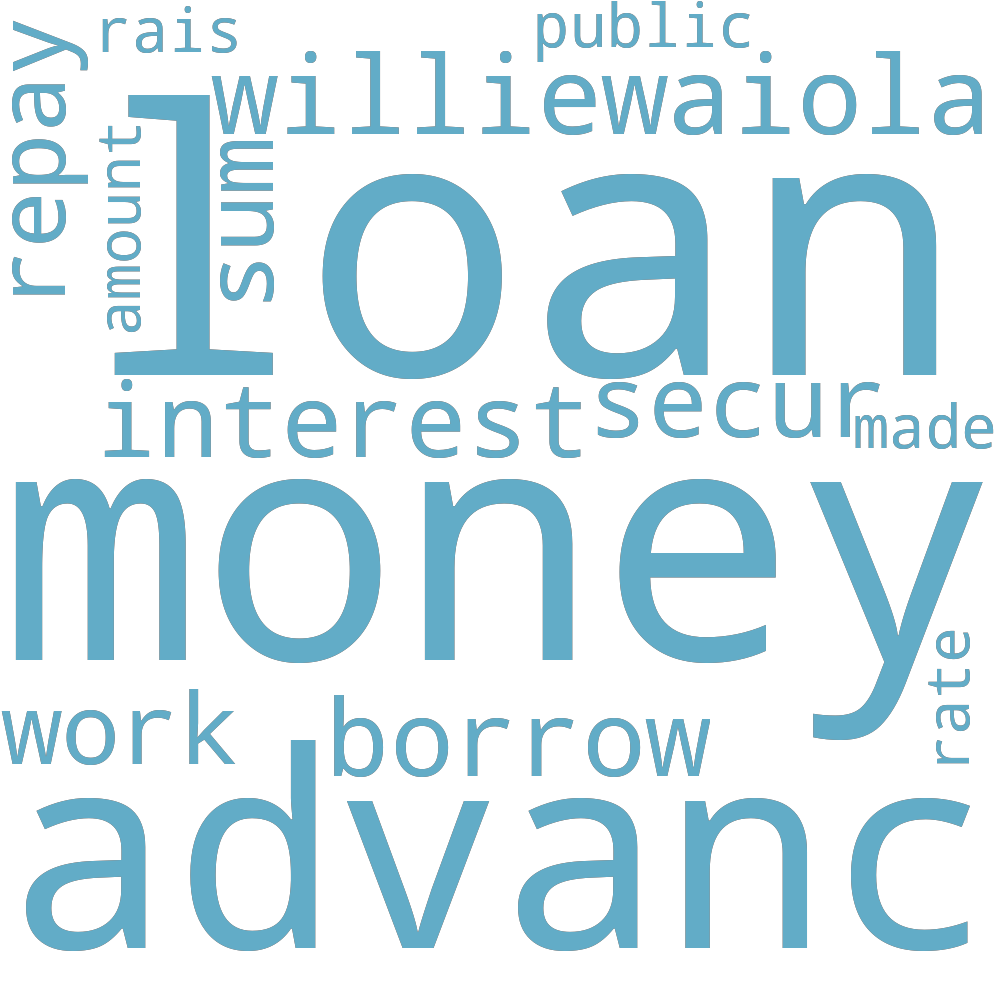 rais
public
repay
williewaiola
amount
sum
loan
interest
secur
made
money
rate
work
borrow
advanc